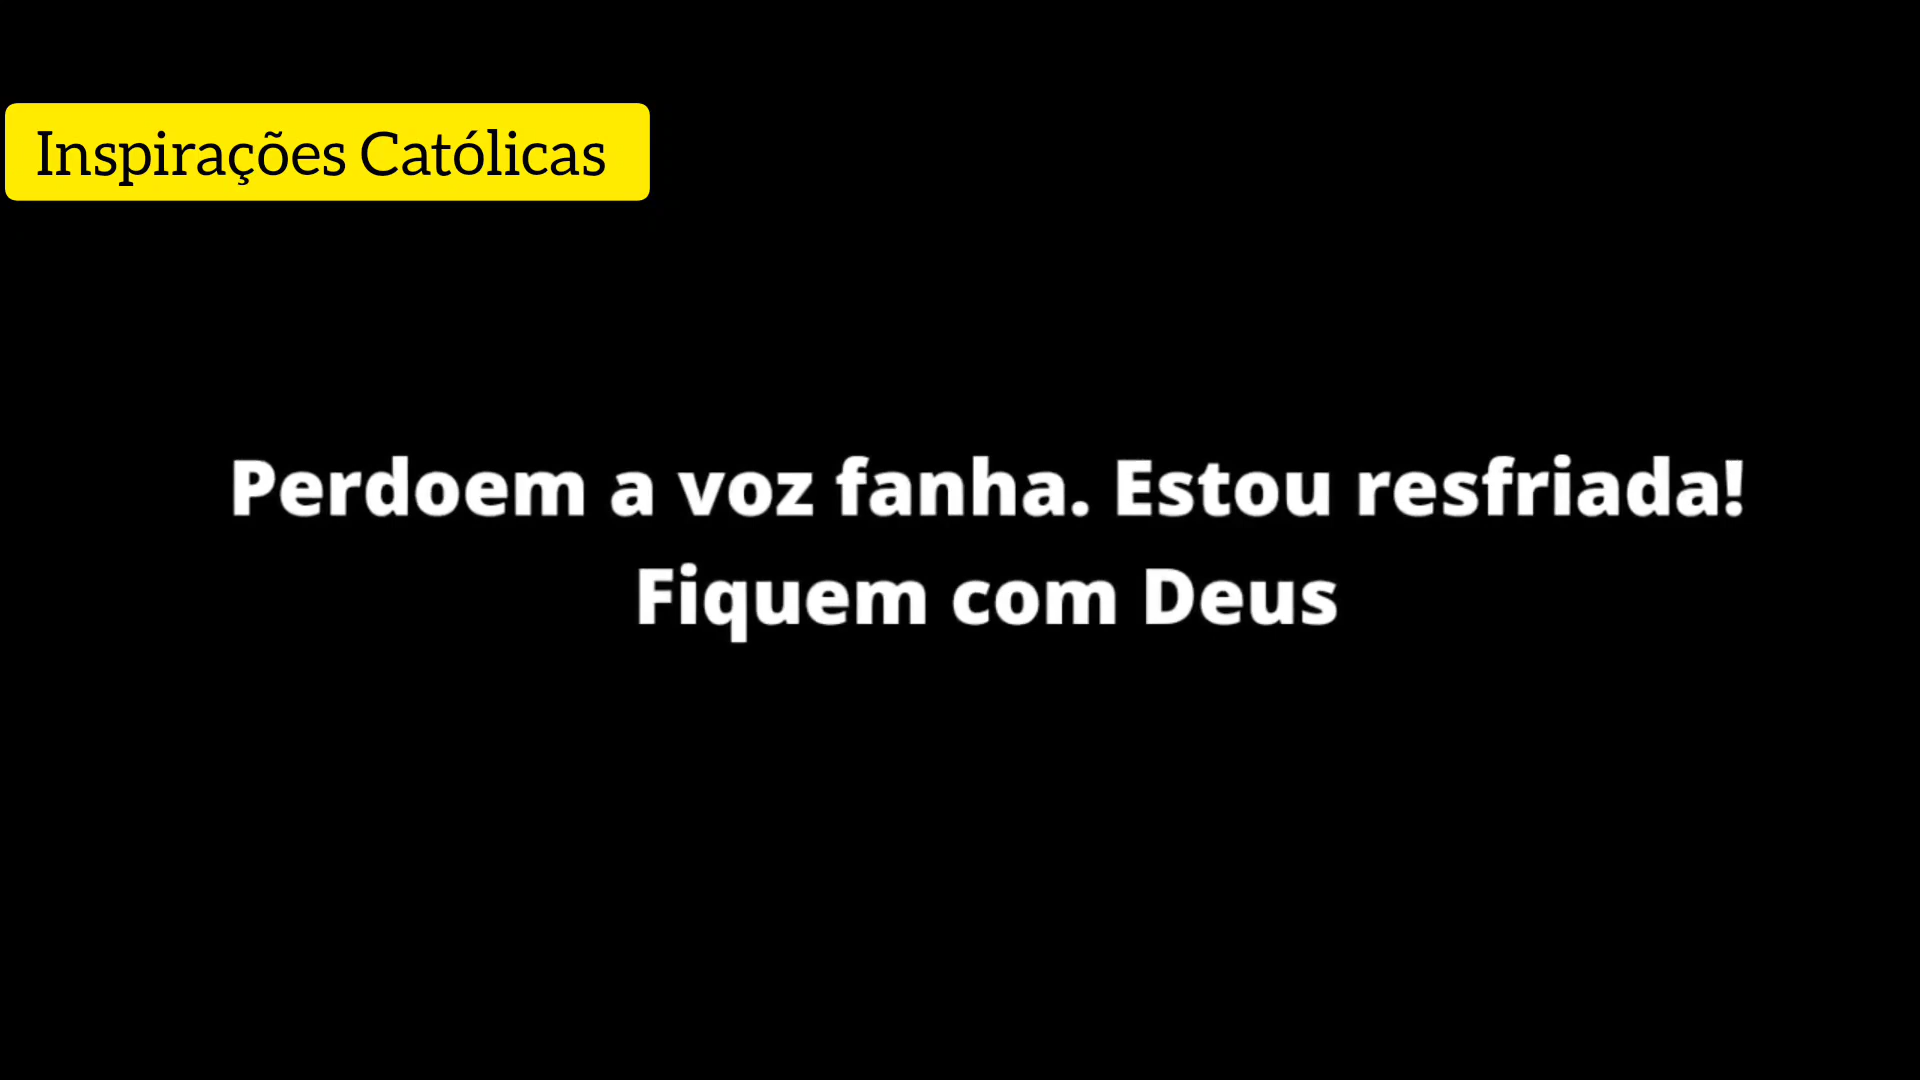 Inspirações Católicas
Perdoem a voz fanha. Estou resfriada!
Fiquem com Deus